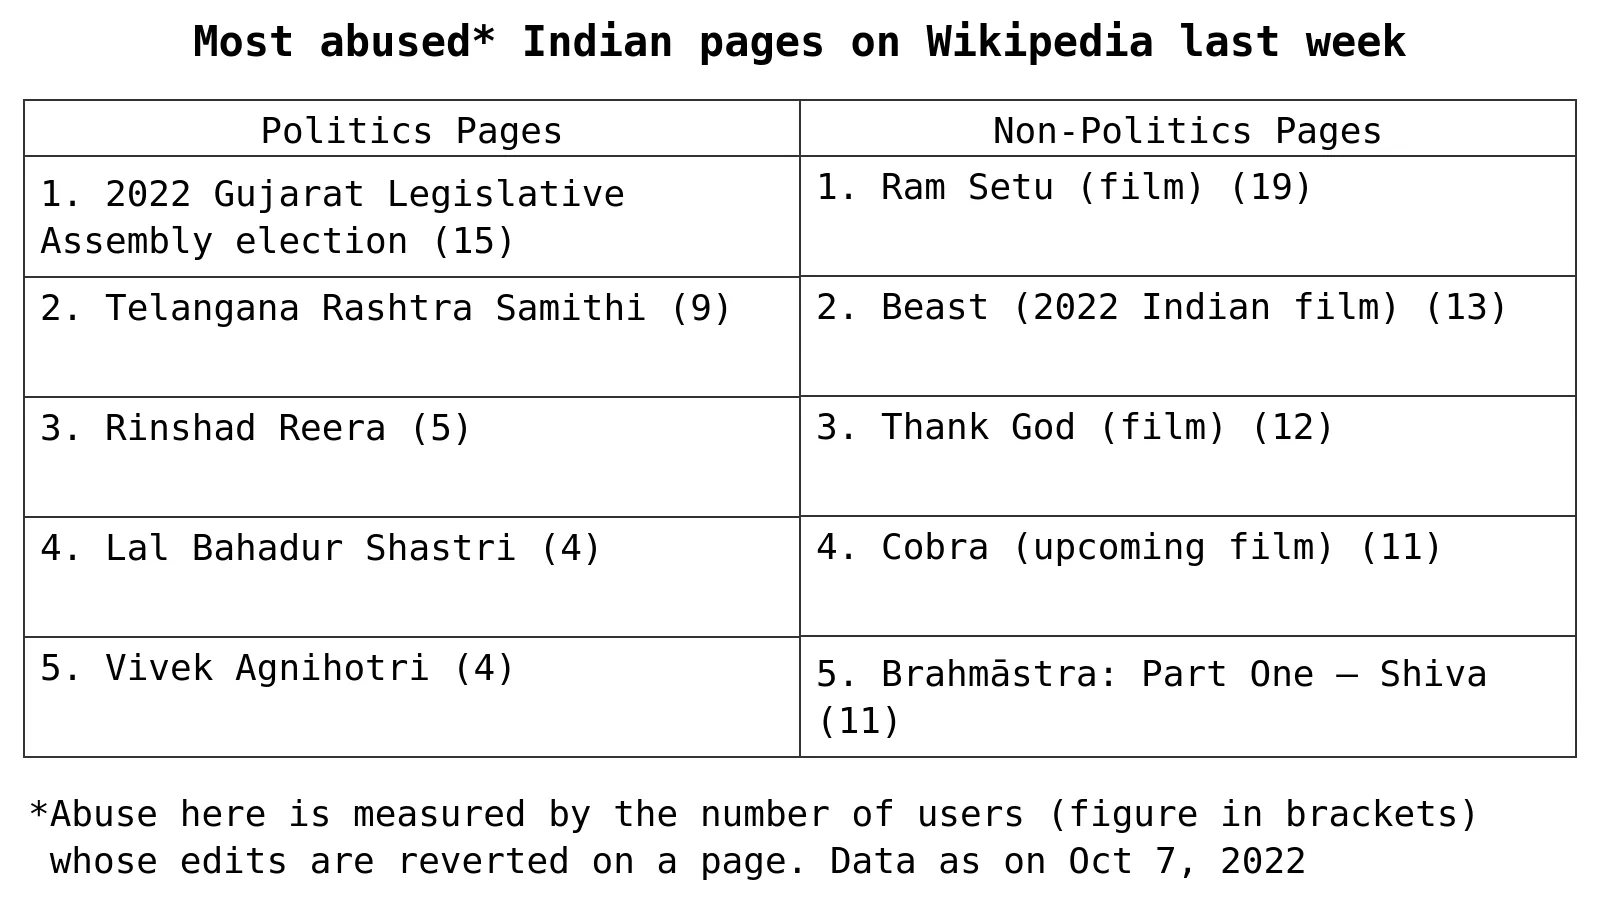 Most abused* Indian pages on Wikipedia last week
Politics Pages
Non-Politics Pages
1. 2022 Gujarat Legislative
Assembly election (15)
1. Ram Setu (film) (19)
2. Telangana Rashtra Samithi (9)
2. Beast (2022 Indian film) (13)
3. Rinshad Reera (5)
3. Thank God (film) (12)
4. Lal Bahadur Shastri (4)
4. Cobra (upcoming film) (11)
5. Vivek Agnihotri (4)
5. Brahmāstra: Part One – Shiva
(11)
*Abuse here is measured by the number of users (figure in brackets)
whose edits are reverted on a page. Data as on Oct 7, 2022